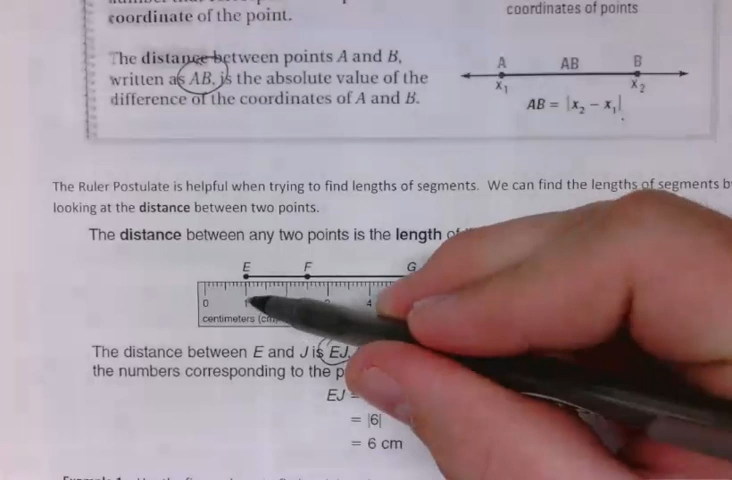 coordinate of the point.
coordinates of points
The distance between points A and B,
written as AB, is the absolute value of the
difference of the coordinates of A and B.
A AB B
x₁ x₂
AB = |x₂ − x₁|
The Ruler Postulate is helpful when trying to find lengths of segments. We can find the lengths of segments b
looking at the distance between two points.
The distance between any two points is the length of
E F G
0 1 4
centimeters (cm)
The distance between E and J is EJ.
the numbers corresponding to the p
EJ =
= |6|
= 6 cm